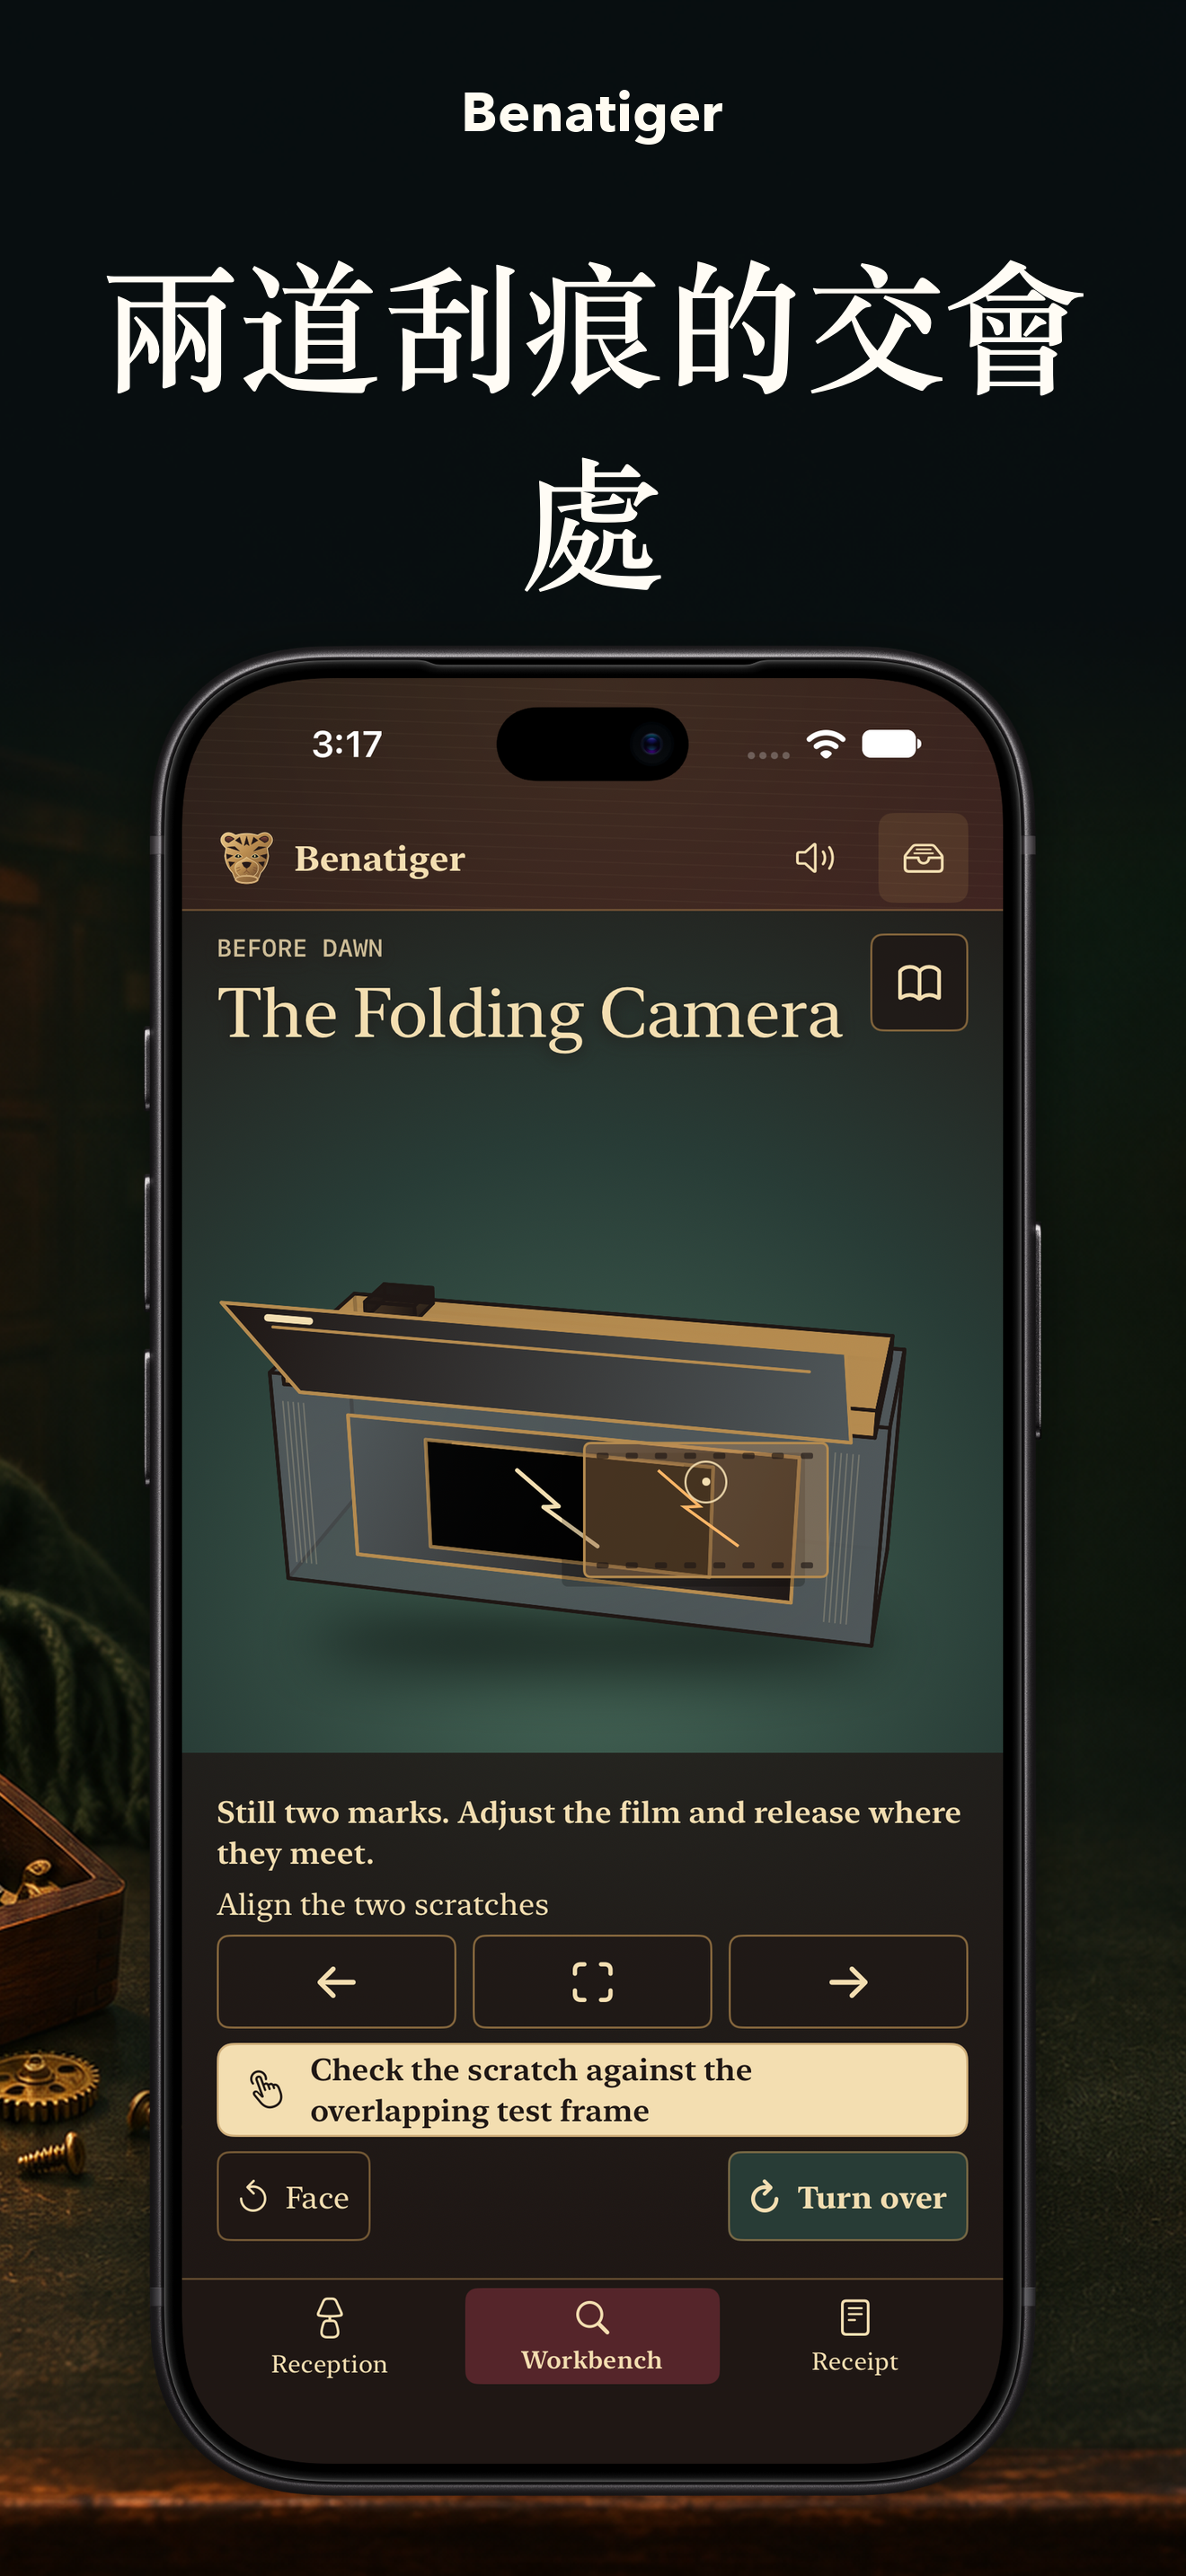 Benatiger
兩道刮痕的交會
處
3:17
Benatiger
BEFORE DAWN
The Folding Camera
Still two marks. Adjust the film and release where
they meet.
Align the two scratches
Check the scratch against the
overlapping test frame
Face
Turn over
Reception
Workbench
Receipt